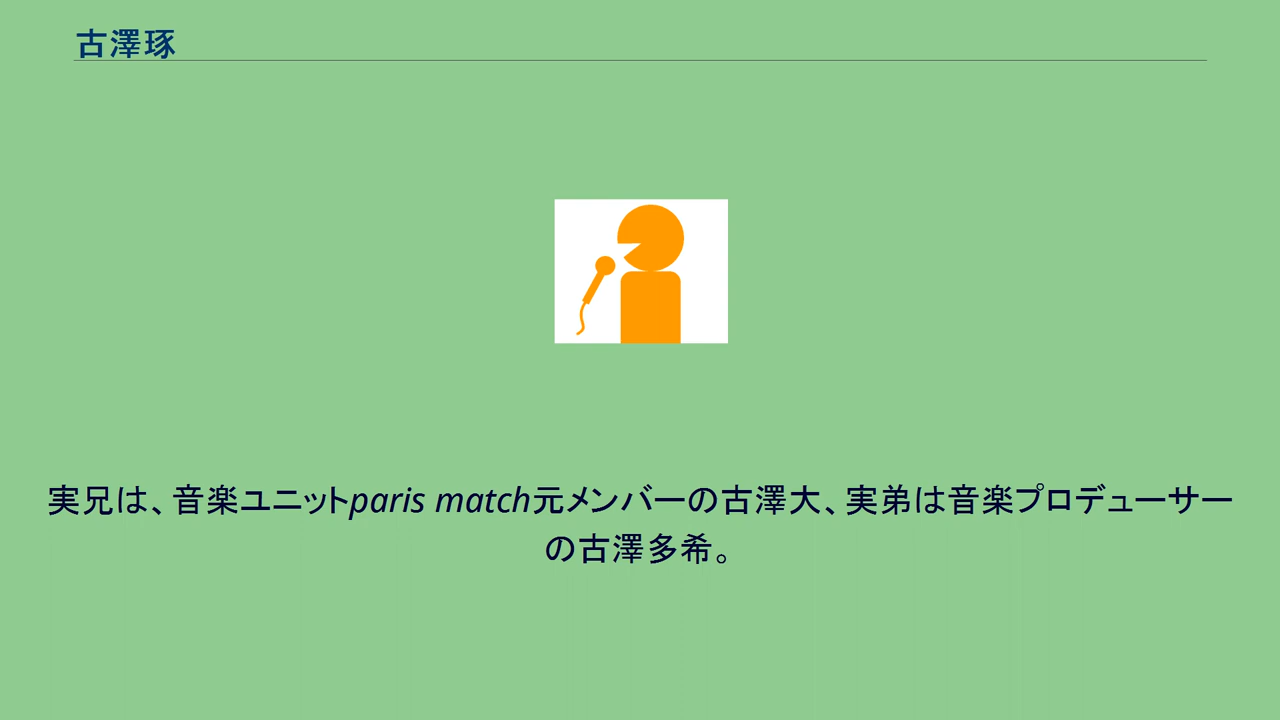 古澤琢
実兄は、音楽ユニットparis match元メンバーの古澤大、実弟は音楽プロデューサー
の古澤多希。